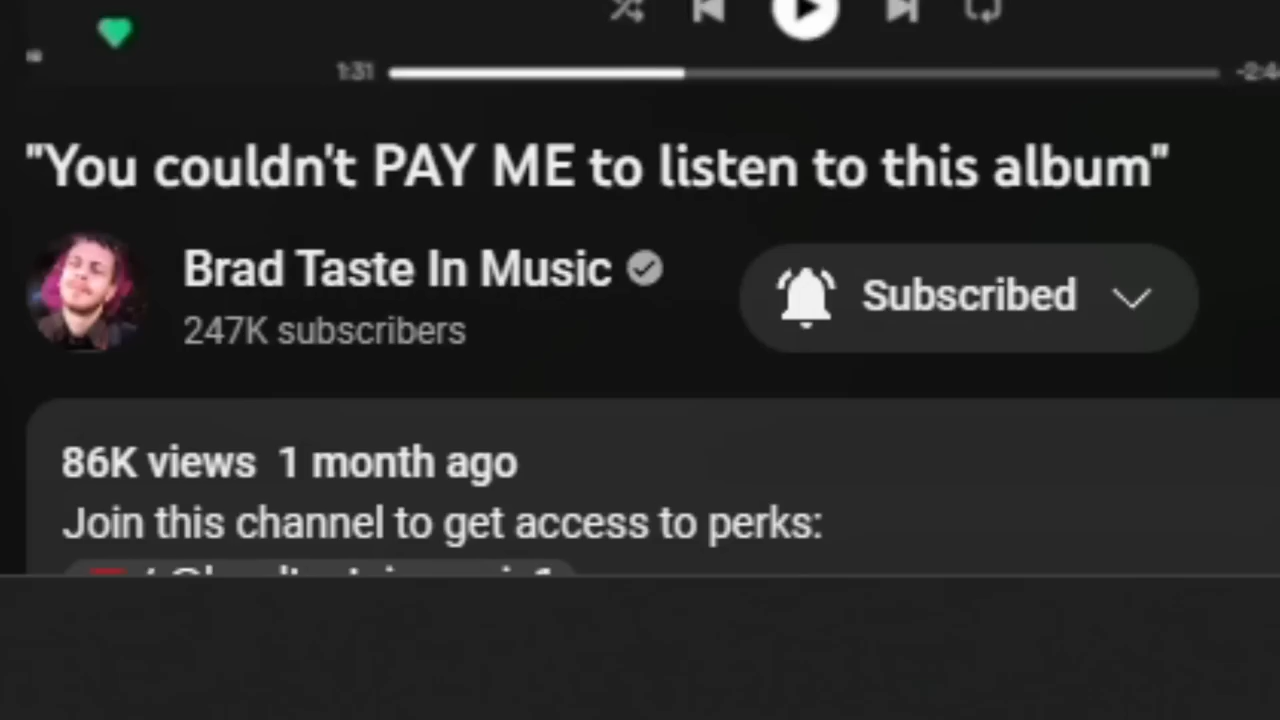 1:31
"You couldn't PAY ME to listen to this album"
Brad Taste In Music
247K subscribers
Subscribed
86K views 1 month ago
Join this channel to get access to perks: